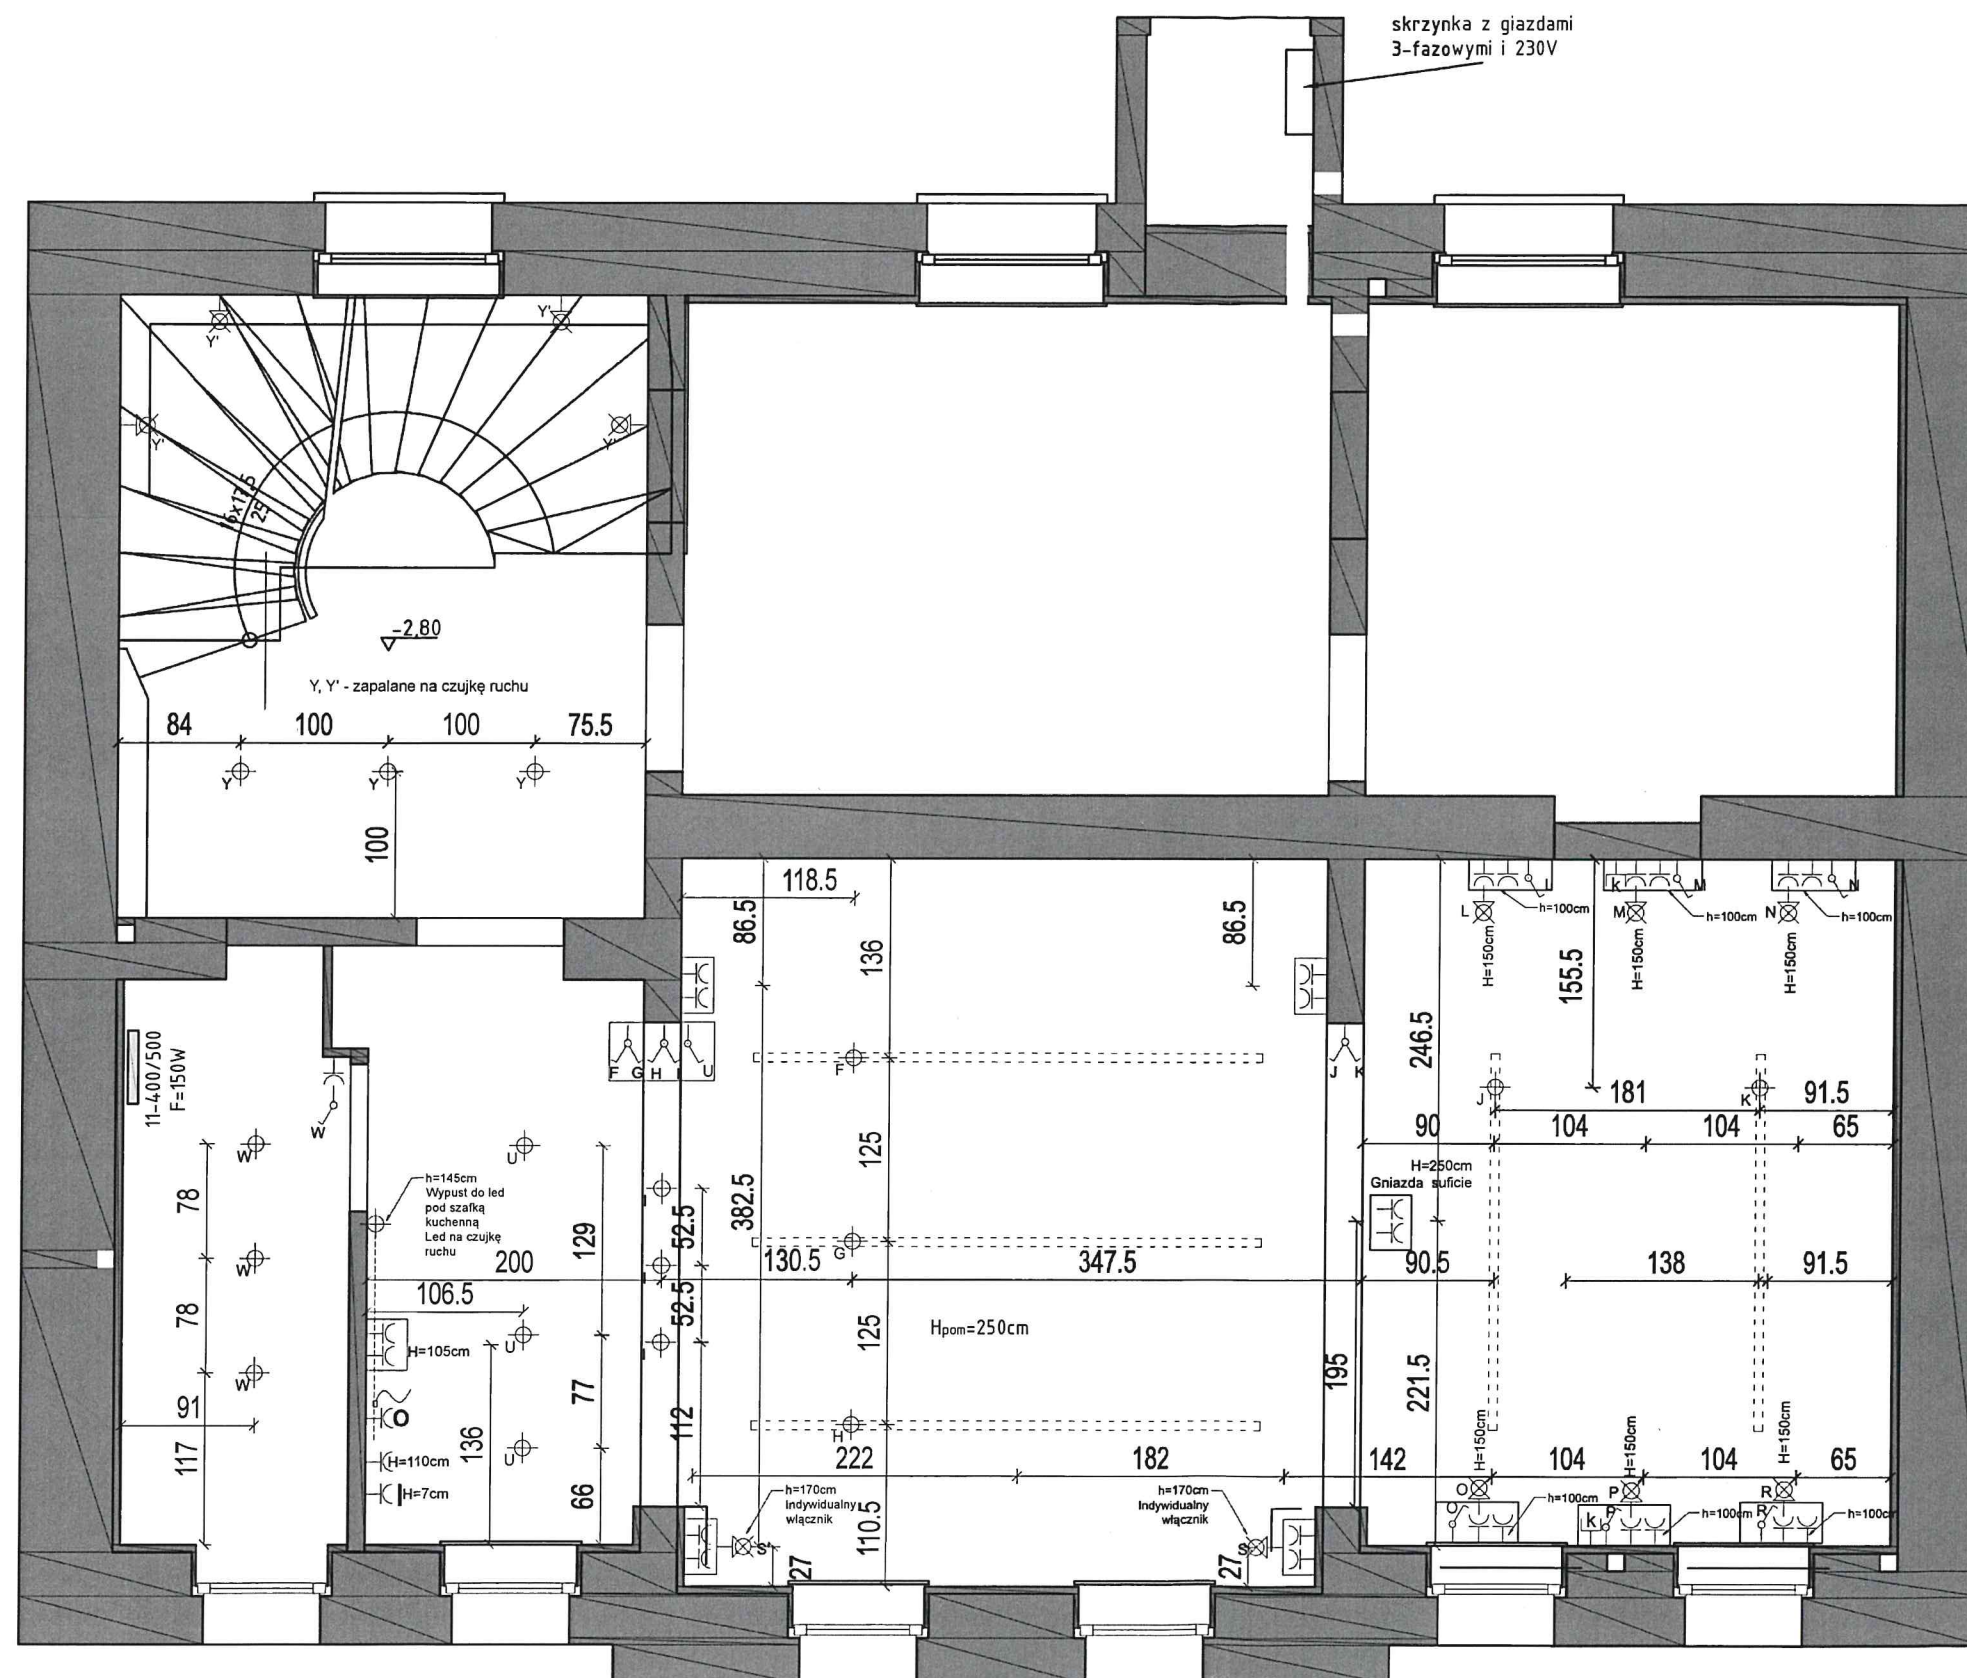 skrzynka z giazdami
3-fazowymi i 230V
Y'
Y'
Y'
Y'
16x17.5
25
-2,80
Y, Y' - zapalane na czujkę ruchu
84
100
100
75.5
Y
Y
Y
100
118.5
86.5
136
86.5
L
k
M
N
L
h=100cm
M
h=100cm
N
h=100cm
H=150cm
H=150cm
H=150cm
155.5
246.5
11-400/500
F=150W
W
F
G
H
I
U
F
J
K
J
181
K
91.5
90
104
104
65
W
U
78
h=145cm
Wypust do led
pod szafką
kuchenną
Led na czujkę
ruchu
129
52.5
382.5
125
H=250cm
Gniazda suficie
W
200
G
130.5
347.5
90.5
138
91.5
106.5
52.5
78
U
H=105cm
125
Hpom=250cm
195
221.5
W
91
O
77
136
112
H
117
U
H=110cm
H=7cm
66
222
182
142
104
104
65
H=150cm
H=150cm
H=150cm
h=170cm
Indywidualny
włącznik
h=170cm
Indywidualny
włącznik
110.5
O
P
R
h=100cm
h=100cm
h=100cm
O
k
P
R
S'
S
27
27